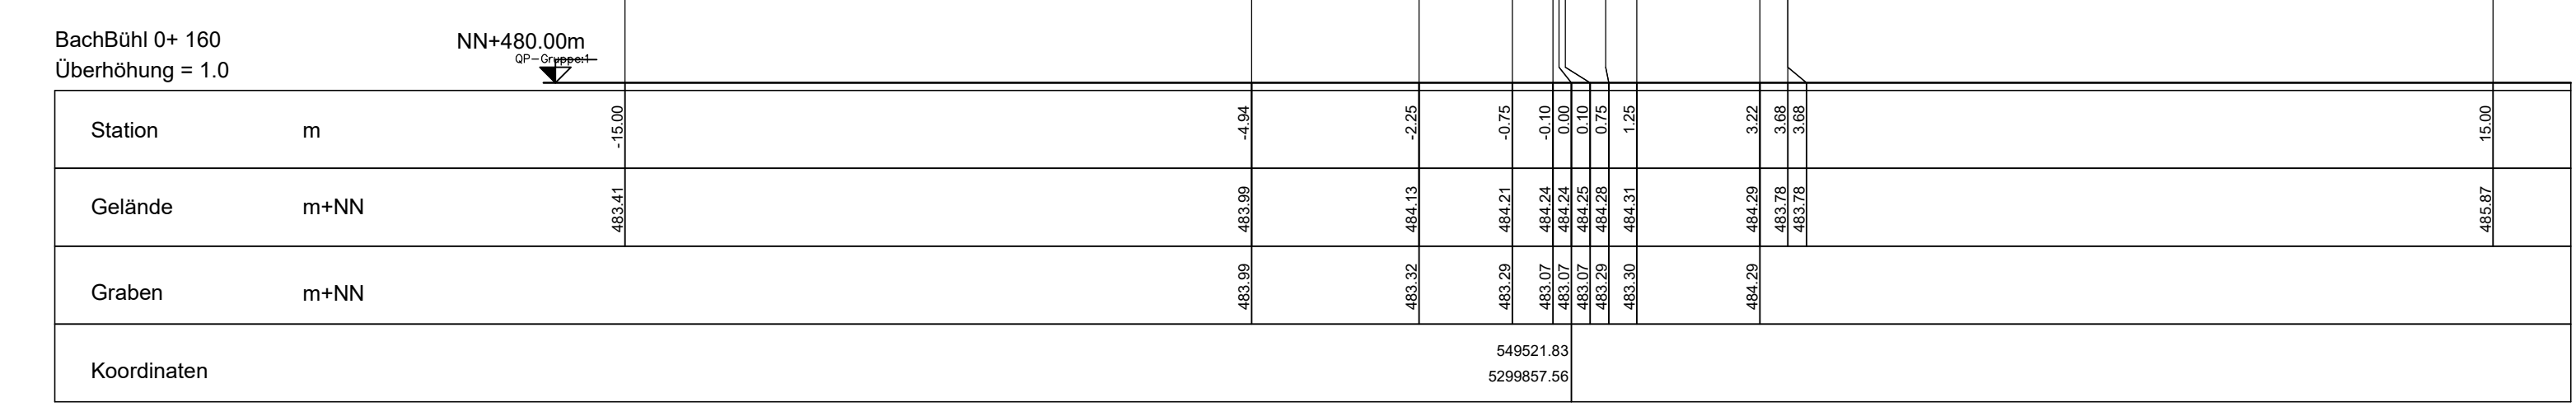 BachBühl 0+ 160
NN+480.00m
QP-Gruppe:1
Überhöhung = 1.0
Station m -15.00 -4.94 -2.25 -0.75 -0.10 0.00 0.10 0.75 1.25 3.22 3.68 3.68 15.00
Gelände m+NN 483.41 483.99 484.13 484.21 484.24 484.24 484.25 484.28 484.31 484.29 483.78 483.78 485.87
Graben m+NN 483.99 483.32 483.29 483.07 483.07 483.07 483.29 483.30 484.29
549521.83
Koordinaten
5299857.56